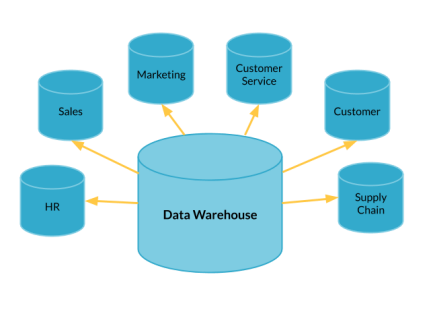 Marketing
Customer
Service
Sales
Customer
HR
Data Warehouse
Supply
Chain